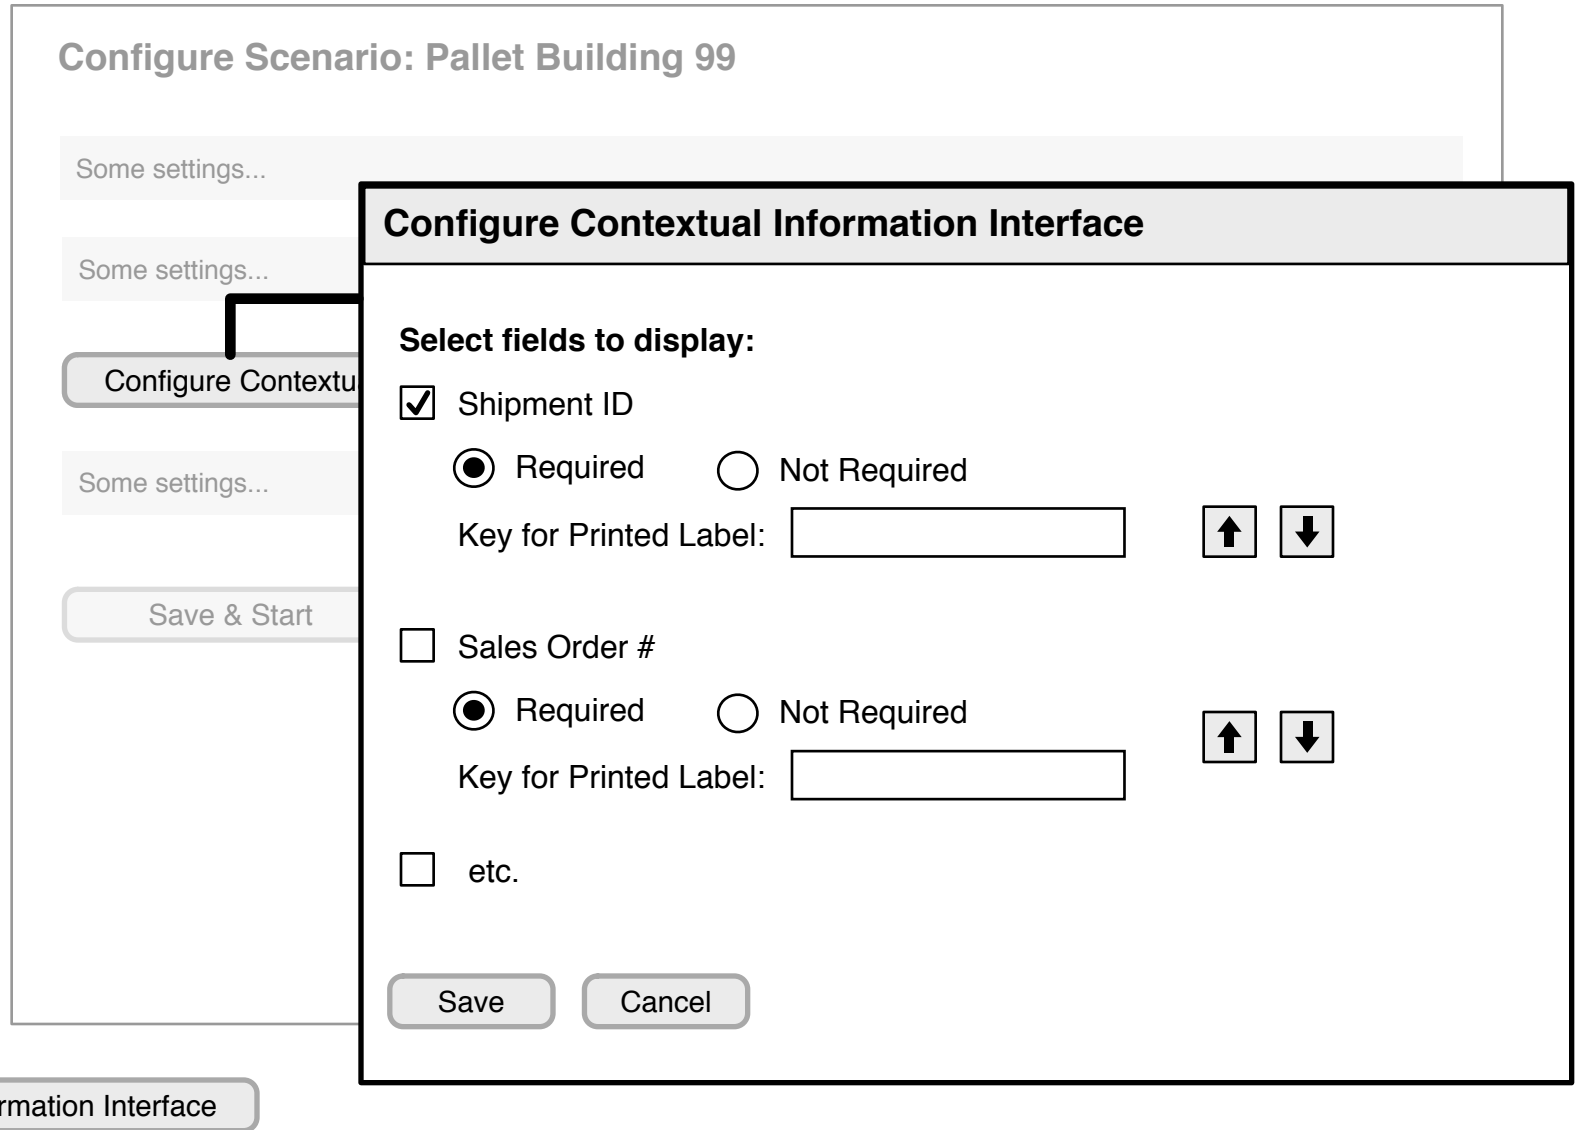 Configure Scenario: Pallet Building 99
Some settings...
Configure Contextual Information Interface
Some settings...
Select fields to display:
Configure Contextu
Shipment ID
Required Not Required
Some settings...
Key for Printed Label:
Save & Start
Sales Order #
Required Not Required
Key for Printed Label:
etc.
Save Cancel
rmation Interface